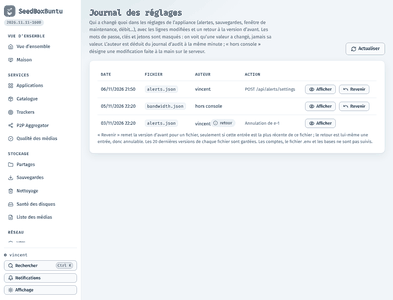 SeedBoxBuntu
2026.11.11-1600
VUE D'ENSEMBLE
Vue d'ensemble
Maison
SERVICES
Applications
Catalogue
Trackers
P2P Aggregator
Qualité des médias
STOCKAGE
Partages
Sauvegardes
Nettoyage
Santé des disques
Liste des médias
RÉSEAU
vincent
Rechercher Ctrl K
Notifications
Affichage
Journal des réglages
Qui a changé quoi dans les réglages de l'appliance (alertes, sauvegardes, fenêtre de
maintenance, débit…), avec les lignes modifiées et un retour à la version d'avant. Les
mots de passe, clés et jetons sont masqués : on voit qu'une valeur a changé, jamais sa
valeur. L'auteur est déduit du journal d'audit à la même minute ; « hors console »
désigne une modification faite à la main sur le serveur.
Actualiser
DATE FICHIER AUTEUR ACTION
06/11/2026 21:50 alerts.json vincent POST /api/alerts/settings Afficher Revenir
05/11/2026 22:20 bandwidth.json hors console Afficher Revenir
03/11/2026 22:20 alerts.json vincent retour Annulation de e-1 Afficher
« Revenir » remet la version d'avant pour un fichier, seulement si cette entrée est la plus récente de ce fichier ; le retour est lui-même
entrée, donc annulable. Les 20 dernières versions de chaque fichier sont gardées. Les comptes, le fichier .env et les bases ne sont pas suivis.